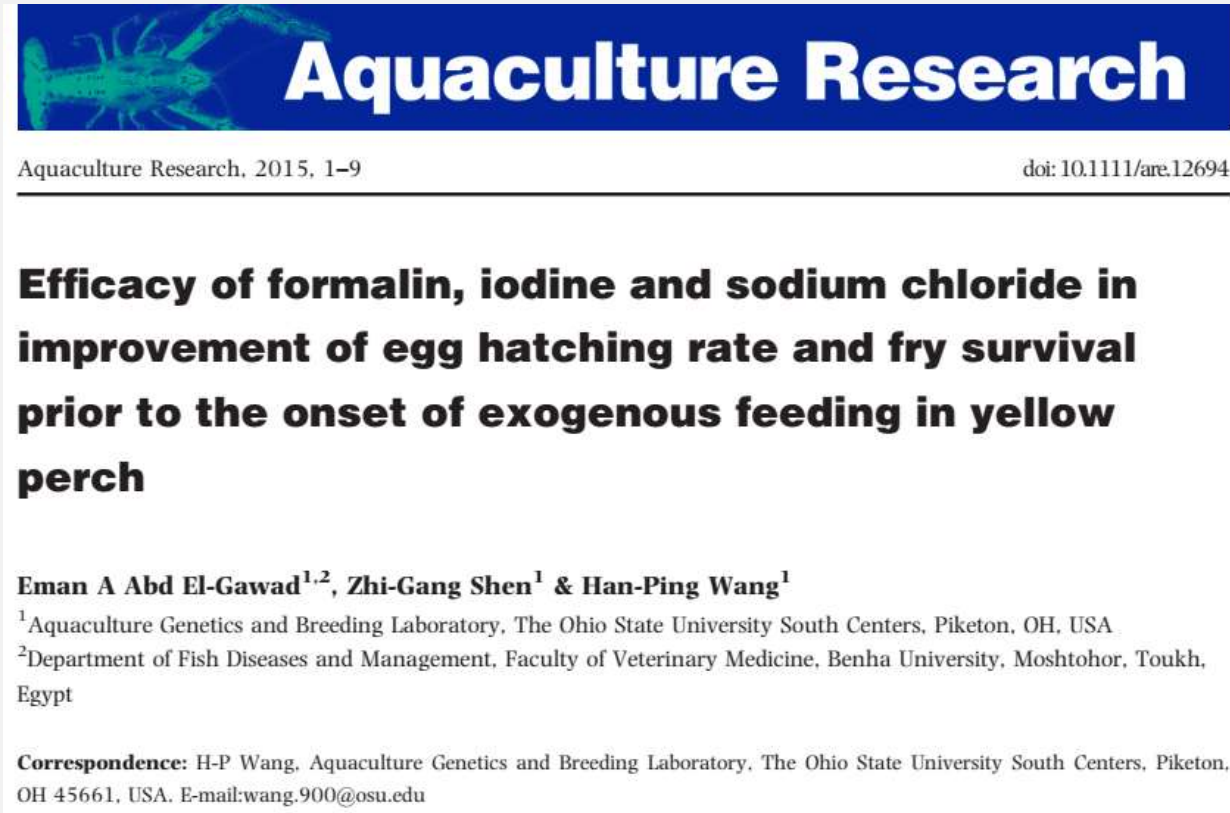 Aquaculture Research
Aquaculture Research, 2015, 1–9
doi: 10.1111/are.12694
Efficacy of formalin, iodine and sodium chloride in
improvement of egg hatching rate and fry survival
prior to the onset of exogenous feeding in yellow
perch
Eman A Abd El-Gawad1,2, Zhi-Gang Shen1 & Han-Ping Wang1
1Aquaculture Genetics and Breeding Laboratory, The Ohio State University South Centers, Piketon, OH, USA
2Department of Fish Diseases and Management, Faculty of Veterinary Medicine, Benha University, Moshtohor, Toukh,
Egypt
Correspondence: H-P Wang, Aquaculture Genetics and Breeding Laboratory, The Ohio State University South Centers, Piketon,
OH 45661, USA. E-mail:wang.900@osu.edu